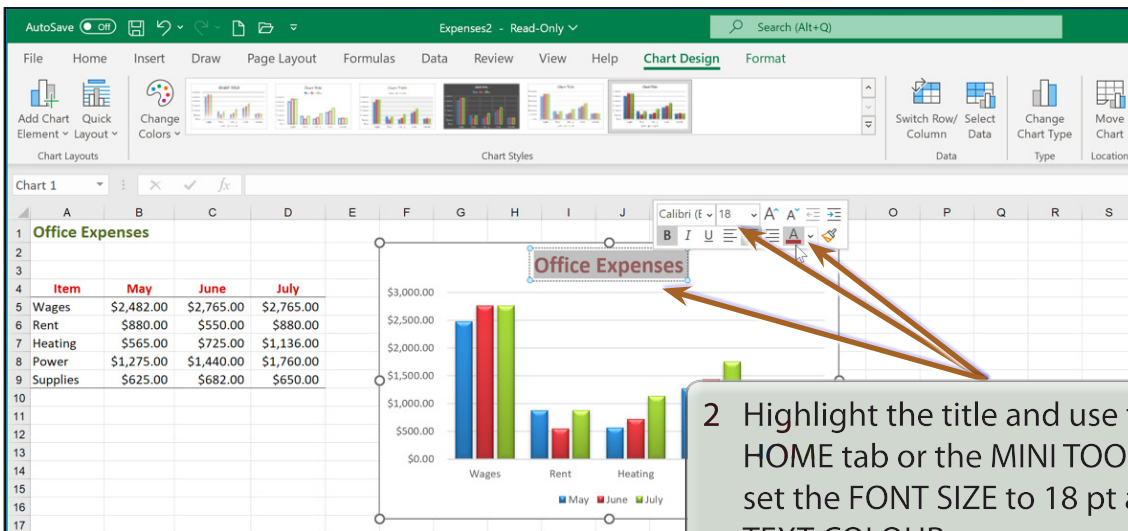 AutoSave Off Expenses2 - Read-Only Search (Alt+Q)
File Home Insert Draw Page Layout Formulas Data Review View Help Chart Design Format
Add Chart Element Quick Layout Change Colors Switch Row/ Column Select Data Change Chart Type Move Chart
Chart Layouts Chart Styles Data Type Location
Chart 1 fx
Calibri (E 18 A A
B I U A
A B C D E F G H I J O P Q R S
1 Office Expenses
2
3
4 Item May June July
5 Wages $2,482.00 $2,765.00 $2,765.00
6 Rent $880.00 $550.00 $880.00
7 Heating $565.00 $725.00 $1,136.00
8 Power $1,275.00 $1,440.00 $1,760.00
9 Supplies $625.00 $682.00 $650.00
10
11
12
13
14
15
16
17
Office Expenses
$3,000.00
$2,500.00
$2,000.00
$1,500.00
$1,000.00
$500.00
$0.00
Wages Rent Heating
May June July
2 Highlight the title and use
HOME tab or the MINI TOO
set the FONT SIZE to 18 pt
TEXT COLOUR